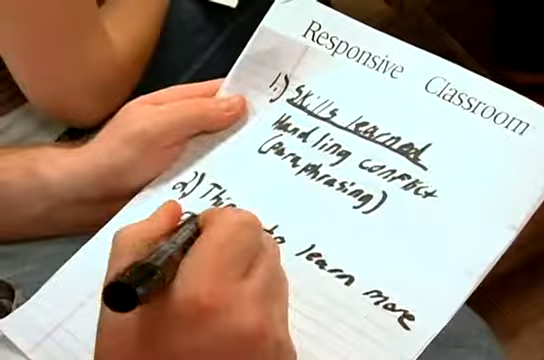 Responsive Classroom
1.) Skills learned
Handling conflict
(Paraphrasing)
2.) to learn more